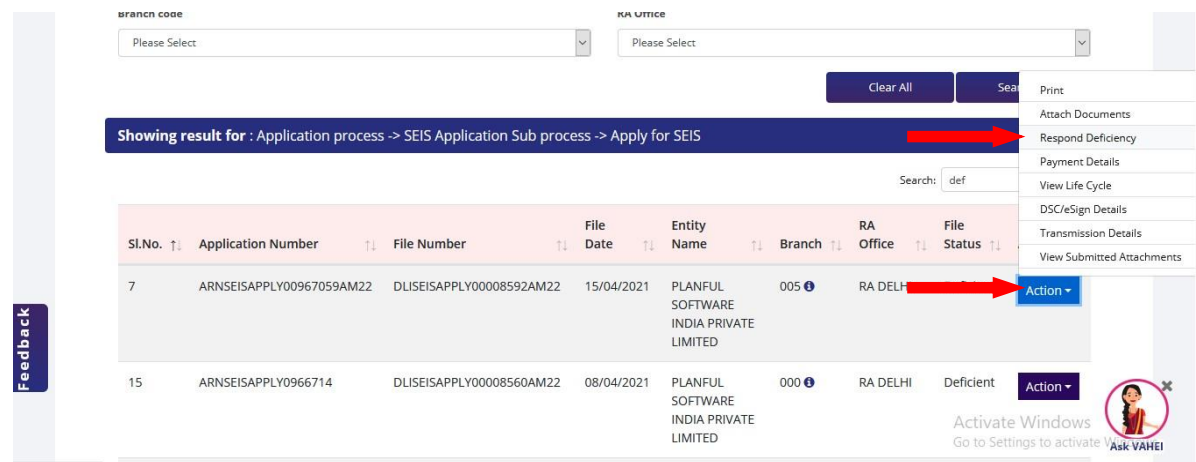 Branch code RA Office
Please Select Please Select
Clear All
Print
Attach Documents
Respond Deficiency
Payment Details
View Life Cycle
DSC/eSign Details
Transmission Details
View Submitted Attachments
Showing result for : Application process -> SEIS Application Sub process -> Apply for SEIS
Search: def
Sl.No. Application Number File Number File Date Entity Name Branch RA Office File Status
7 ARNSEISAPPLY00967059AM22 DLISEISAPPLY00008592AM22 15/04/2021 PLANFUL 005 RA DELHI Action
SOFTWARE
INDIA PRIVATE
LIMITED
15 ARNSEISAPPLY0966714 DLISEISAPPLY00008560AM22 08/04/2021 PLANFUL 000 RA DELHI Deficient Action
SOFTWARE
INDIA PRIVATE
LIMITED
Feedback
Activate Windows
Go to Settings to activate
Ask VAHEI